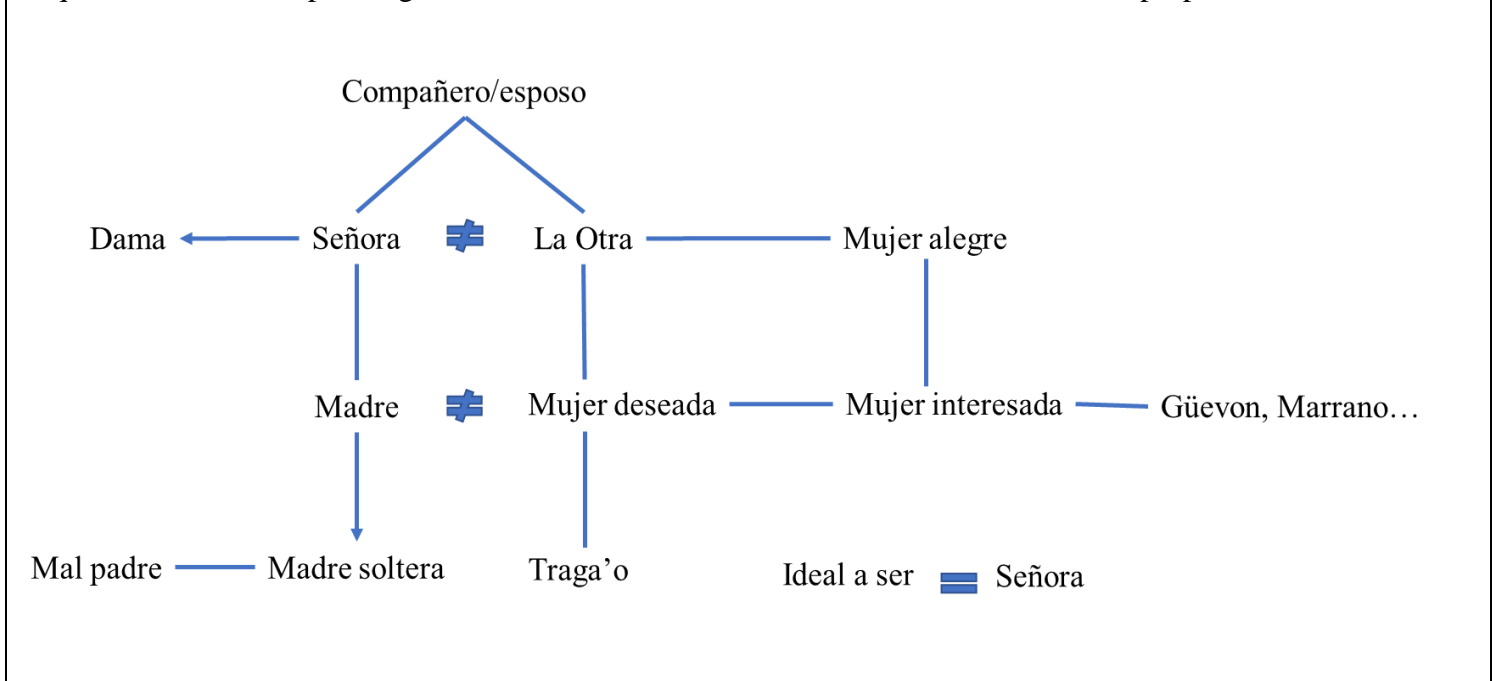 Compañero/esposo
Dama Señora ≠ La Otra Mujer alegre
Madre ≠ Mujer deseada Mujer interesada Güevon, Marrano…
Mal padre Madre soltera Traga’o Ideal a ser = Señora